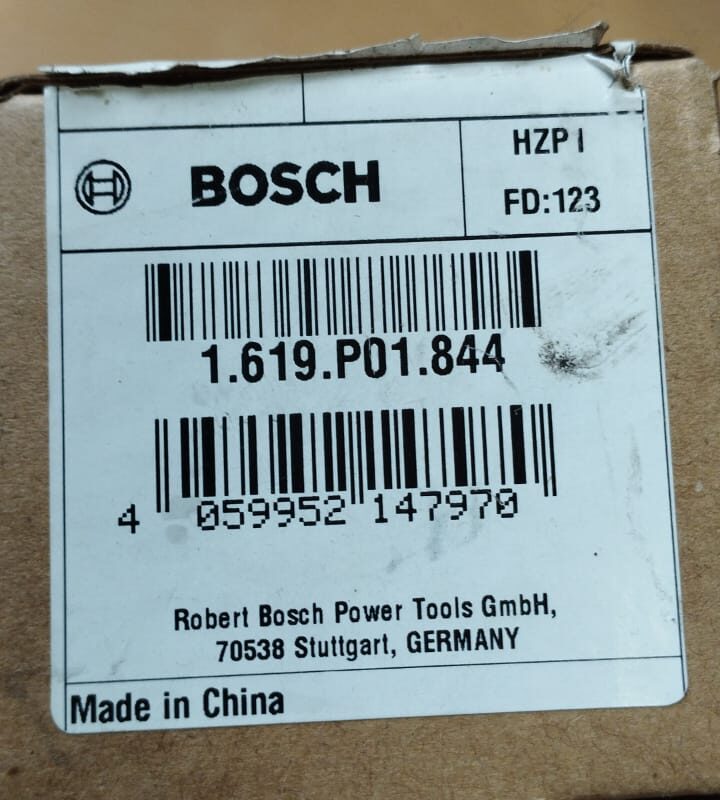 BOSCH
HZP I
FD:123
1.619.P01.844
4 059952 147970
Robert Bosch Power Tools GmbH,
70538 Stuttgart, GERMANY
Made in China